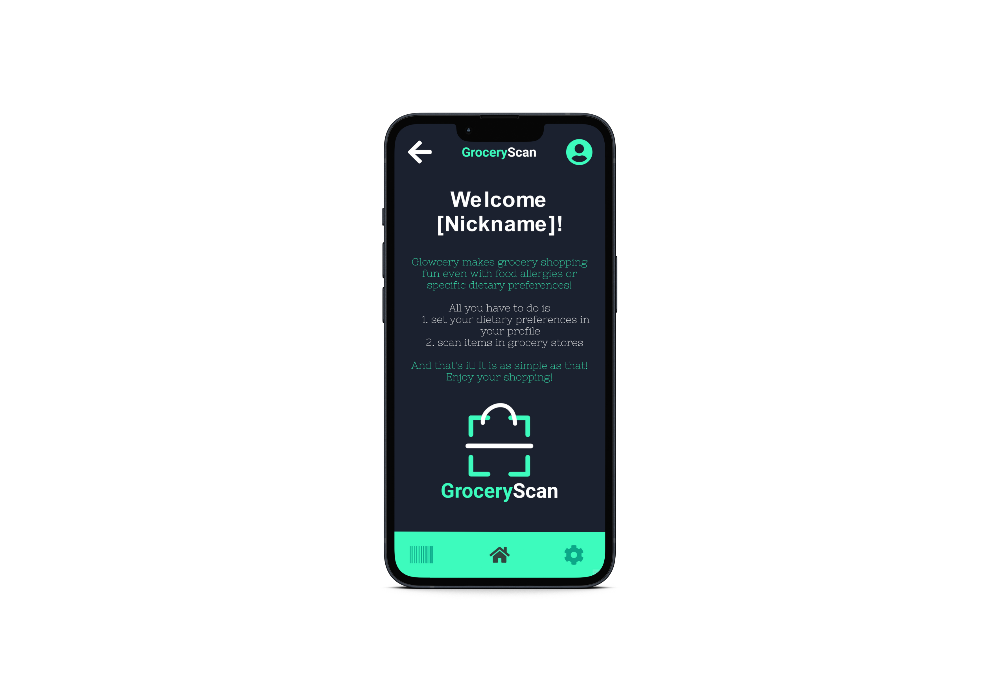 GroceryScan
Welcome
[Nickname]!
Glowcery makes grocery shopping
fun even with food allergies or
specific dietary preferences!
All you have to do is
1. set your dietary preferences in
your profile
2. scan items in grocery stores
And that's it! It is as simple as that!
Enjoy your shopping!
GroceryScan